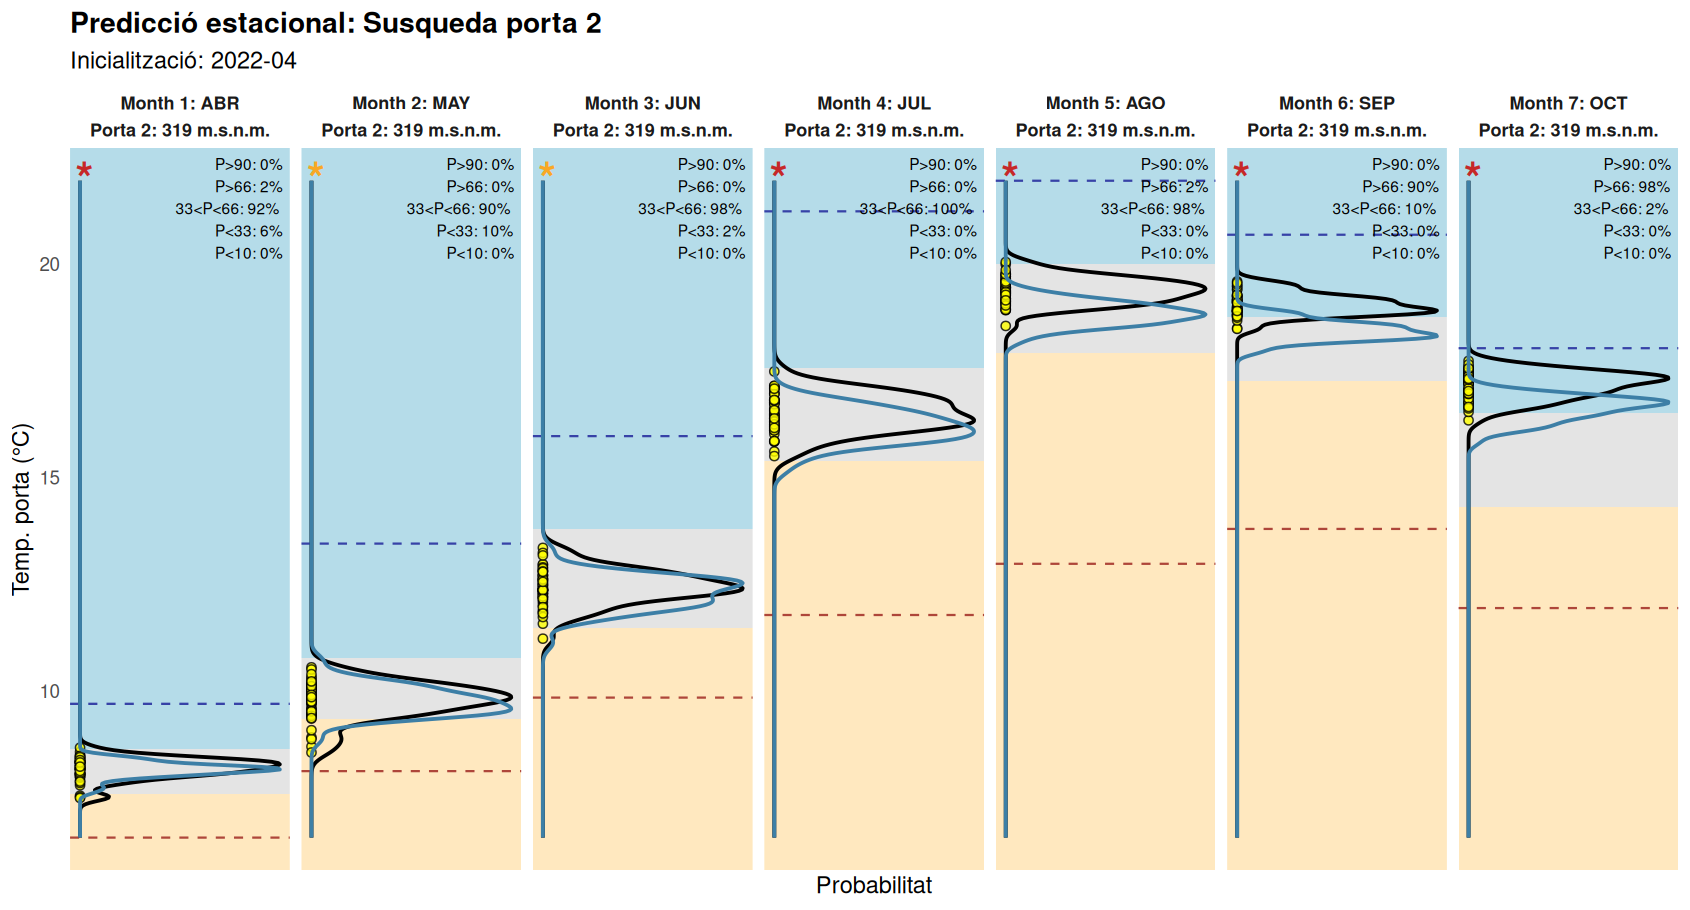 Predicció estacional: Susqueda porta 2
Inicialització: 2022-04
Month 1: ABR
Porta 2: 319 m.s.n.m.
Month 2: MAY
Porta 2: 319 m.s.n.m.
Month 3: JUN
Porta 2: 319 m.s.n.m.
Month 4: JUL
Porta 2: 319 m.s.n.m.
Month 5: AGO
Porta 2: 319 m.s.n.m.
Month 6: SEP
Porta 2: 319 m.s.n.m.
Month 7: OCT
Porta 2: 319 m.s.n.m.
*
P>90: 0%
P>66: 2%
33<P<66: 92%
P<33: 6%
P<10: 0%
*
P>90: 0%
P>66: 0%
33<P<66: 90%
P<33: 10%
P<10: 0%
*
P>90: 0%
P>66: 0%
33<P<66: 98%
P<33: 2%
P<10: 0%
*
P>90: 0%
P>66: 0%
33<P<66: 100%
P<33: 0%
P<10: 0%
*
P>90: 0%
P>66: 2%
33<P<66: 98%
P<33: 0%
P<10: 0%
*
P>90: 0%
P>66: 90%
33<P<66: 10%
P<33: 0%
P<10: 0%
*
P>90: 0%
P>66: 98%
33<P<66: 2%
P<33: 0%
P<10: 0%
Temp. porta (°C)
20
15
10
Probabilitat